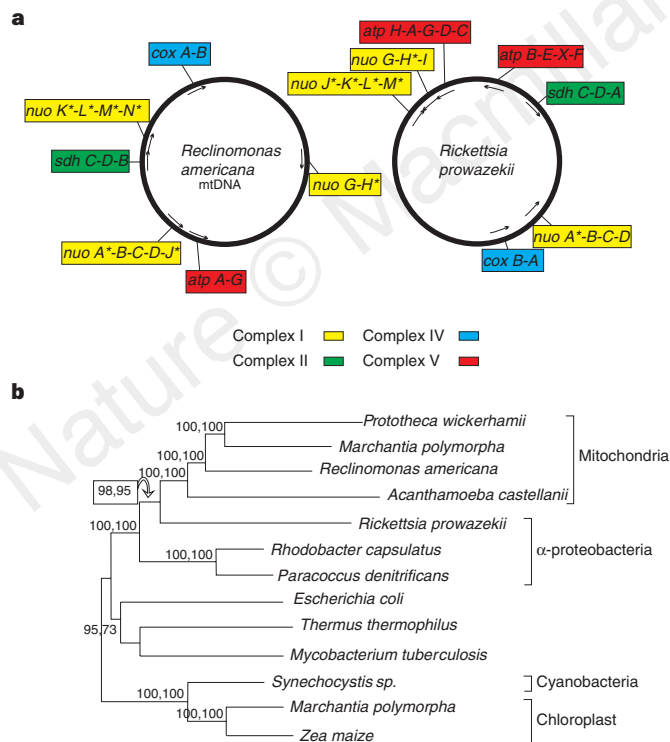 a
atp H-A-G-D-C
cox A-B
nuo G-H*-I
atp B-E-X-F
nuo J*-K*-L*-M*
sdh C-D-A
nuo K*-L*-M*-N*
Reclinomonas
americana
mtDNA
Rickettsia
prowazekii
sdh C-D-B
nuo G-H*
nuo A*-B-C-D-J*
nuo A*-B-C-D
atp A-G
cox B-A
Complex I
Complex IV
Complex II
Complex V
b
100,100
Prototheca wickerhamii
100,100
Marchantia polymorpha
Mitochondria
100,100
Reclinomonas americana
98,95
Acanthamoeba castellanii
100,100
Rickettsia prowazekii
100,100
Rhodobacter capsulatus
α-proteobacteria
Paracoccus denitrificans
Escherichia coli
95,73
Thermus thermophilus
Mycobacterium tuberculosis
100,100
Synechocystis sp.
Cyanobacteria
100,100
Marchantia polymorpha
Chloroplast
Zea maize
Nature © Macmillan